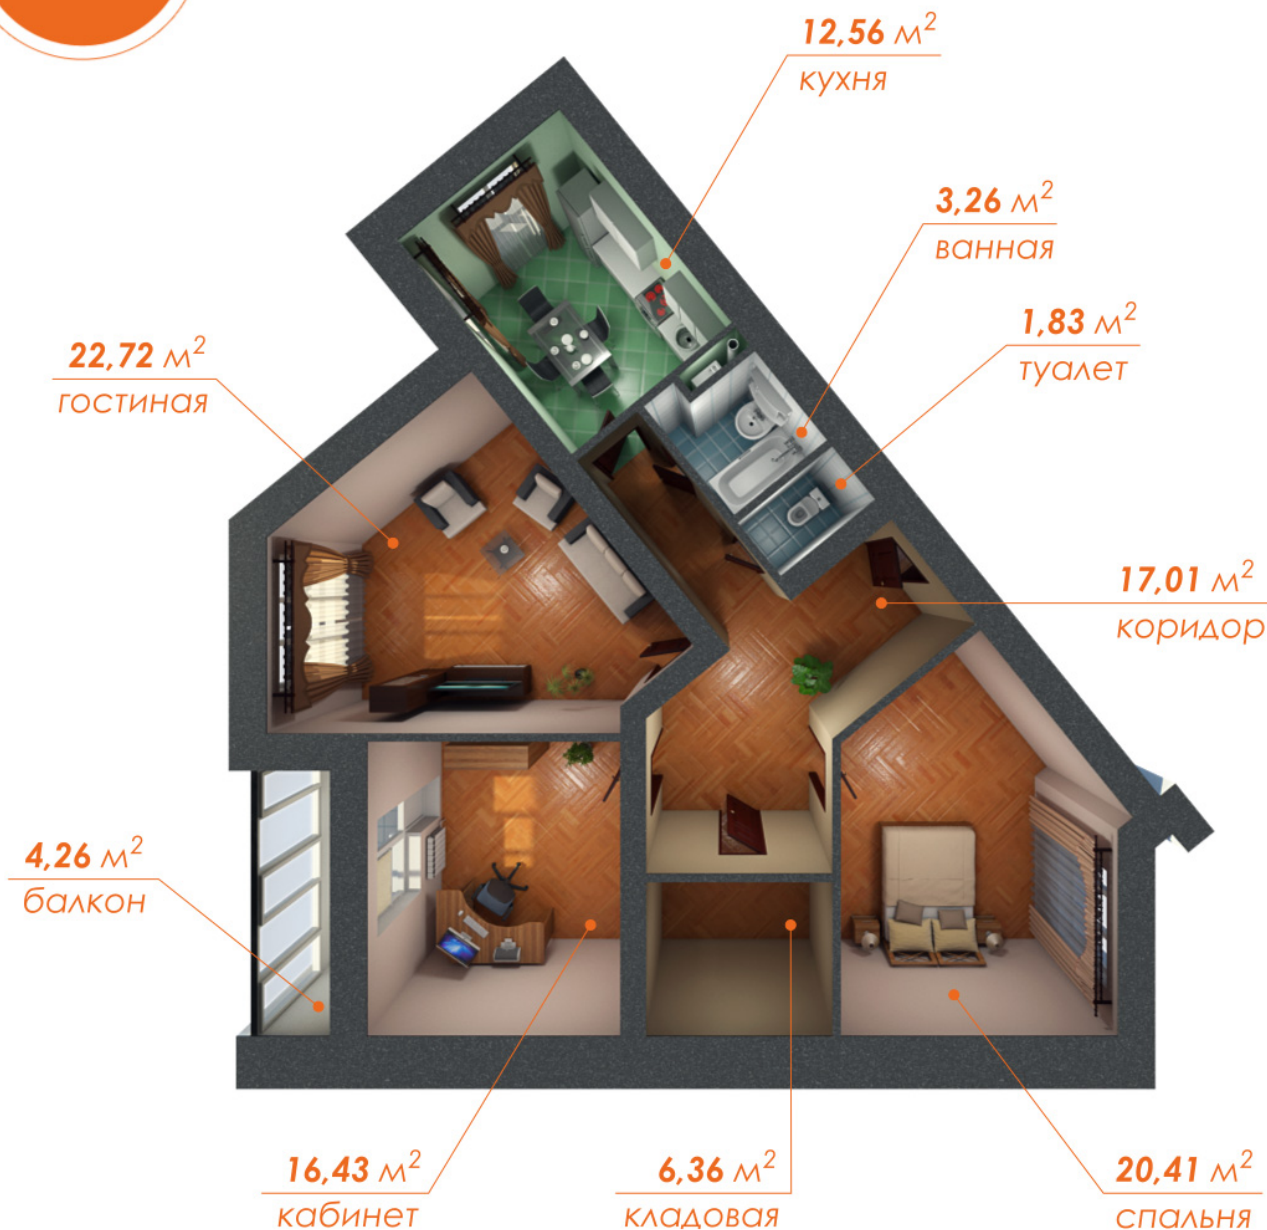 12,56 м²
кухня
3,26 м²
ванная
1,83 м²
туалет
22,72 м²
гостиная
17,01 м²
коридор
4,26 м²
балкон
16,43 м²
кабинет
6,36 м²
кладовая
20,41 м²
спальня